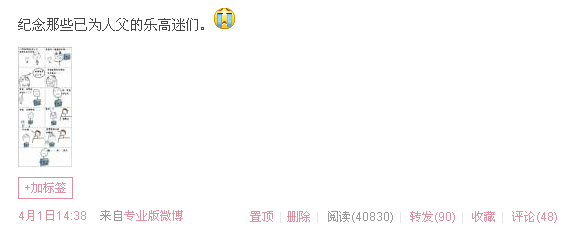 纪念那些已为人父的乐高迷们。
+加标签
4月1日14:38 来自专业版微博 置顶 | 删除 | 阅读(40830) | 转发(90) | 收藏 | 评论(48)